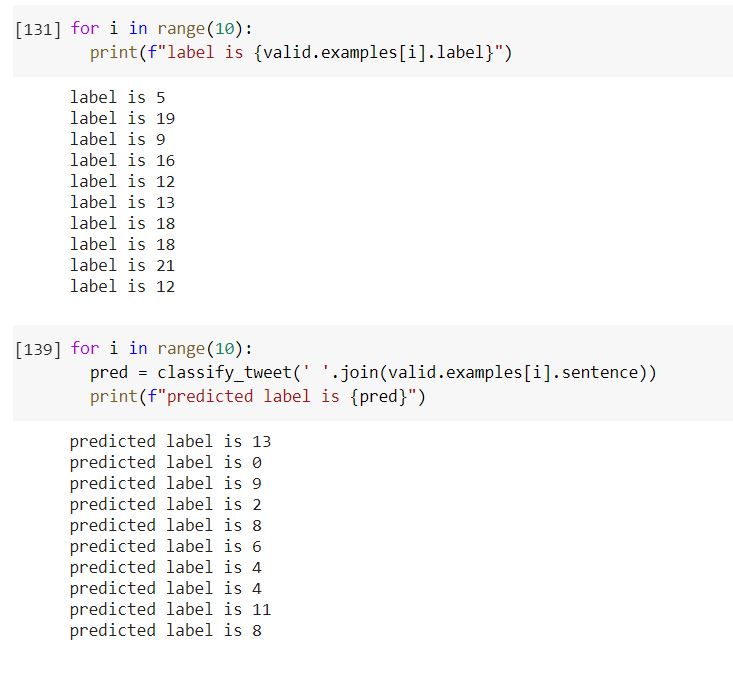 [131] for i in range(10):
print(f"label is {valid.examples[i].label}")
label is 5
label is 19
label is 9
label is 16
label is 12
label is 13
label is 18
label is 18
label is 21
label is 12
[139] for i in range(10):
pred = classify_tweet(' '.join(valid.examples[i].sentence))
print(f"predicted label is {pred}")
predicted label is 13
predicted label is 0
predicted label is 9
predicted label is 2
predicted label is 8
predicted label is 6
predicted label is 4
predicted label is 4
predicted label is 11
predicted label is 8